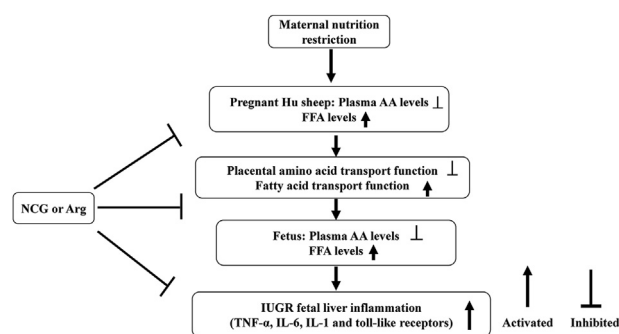 Maternal nutrition
restriction
Pregnant Hu sheep: Plasma AA levels
FFA levels
Placental amino acid transport function
Fatty acid transport function
NCG or Arg
Fetus: Plasma AA levels
FFA levels
IUGR fetal liver inflammation
(TNF-α, IL-6, IL-1 and toll-like receptors)
Activated
Inhibited